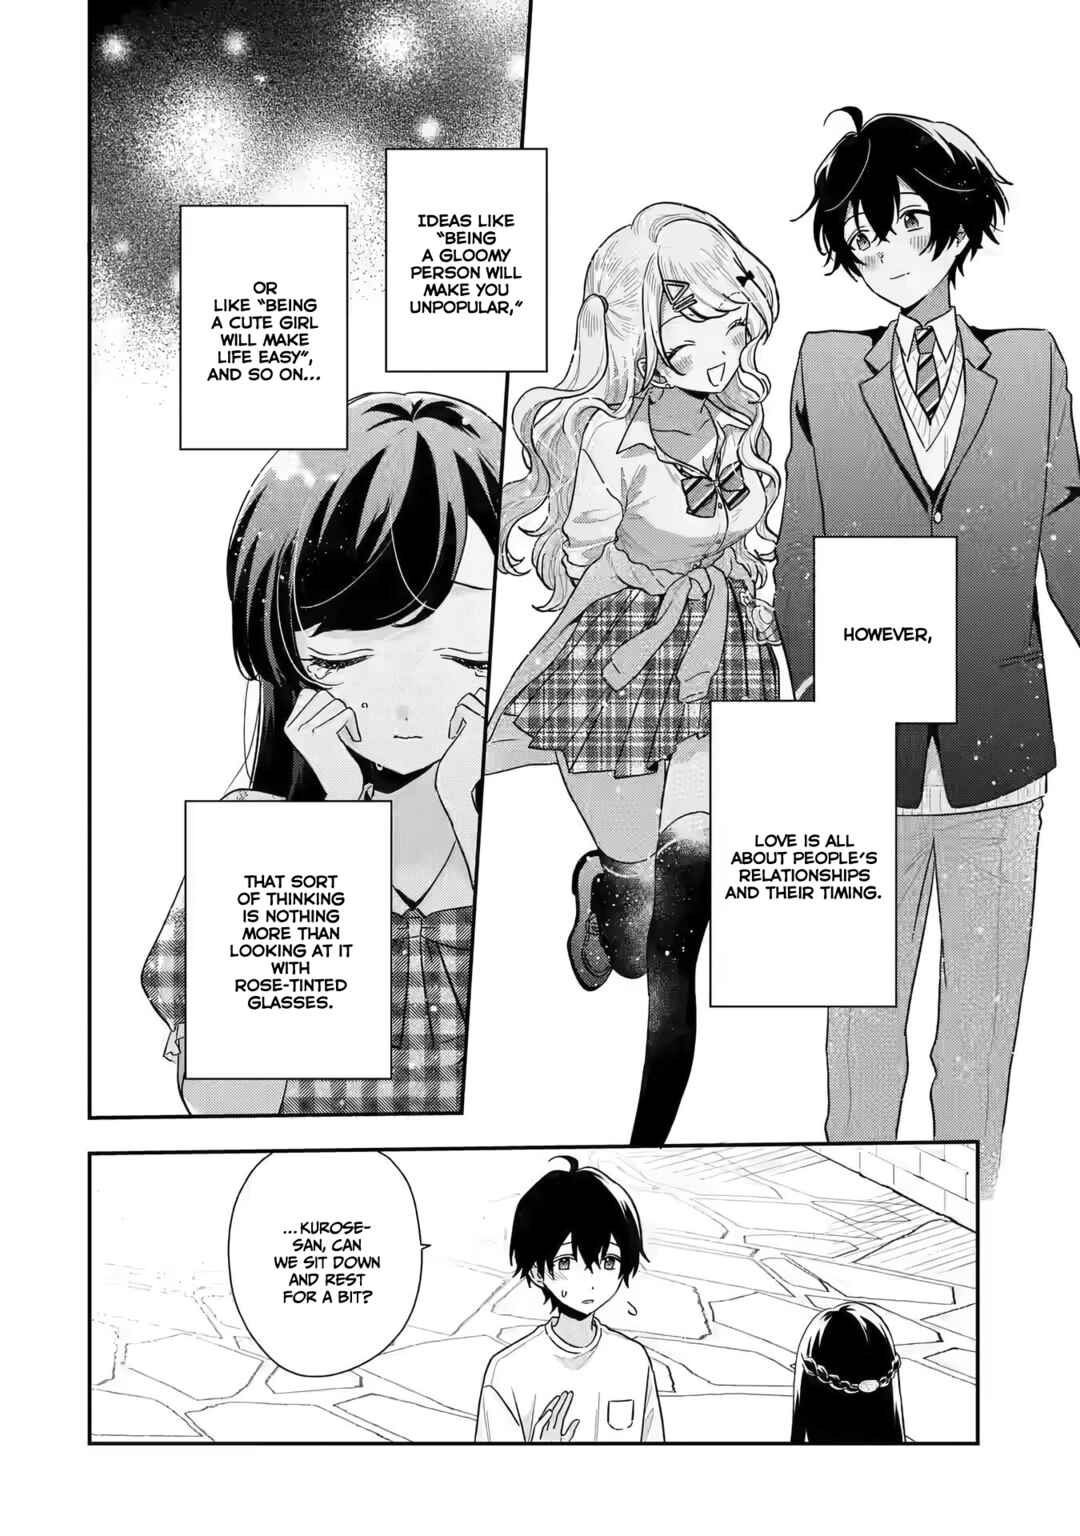 IDEAS LIKE
"BEING
A GLOOMY
PERSON WILL
MAKE YOU
UNPOPULAR,"
OR
LIKE "BEING
A CUTE GIRL
WILL MAKE
LIFE EASY",
AND SO ON...
THAT SORT
OF THINKING
IS NOTHING
MORE THAN
LOOKING AT IT
WITH
ROSE-TINTED
GLASSES.
HOWEVER,
LOVE IS ALL
ABOUT PEOPLE'S
RELATIONSHIPS
AND THEIR TIMING.
...KUROSE-
SAN, CAN
WE SIT DOWN
AND REST
FOR A BIT?